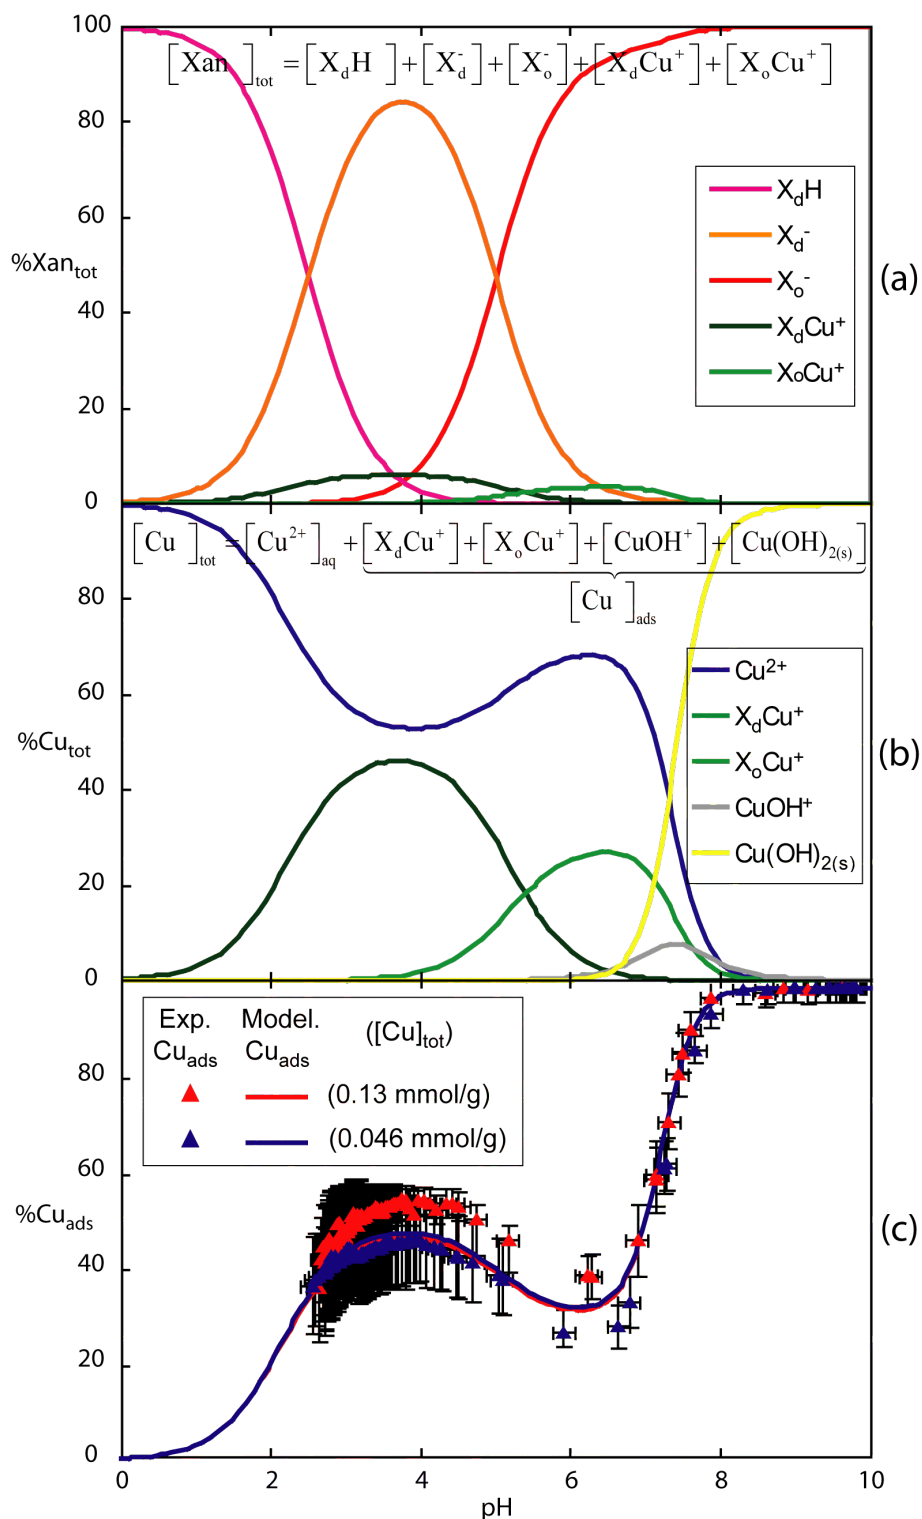 100
[Xan ]tot = [XdH ] + [Xd-] + [Xo-] + [XdCu+] + [XoCu+]
80
60
%Xantot
40
20
0
XdH
Xd-
Xo-
XdCu+
XoCu+
(a)
[Cu ]tot = [Cu2+]aq + [XdCu+] + [XoCu+] + [CuOH+] + [Cu(OH)2(s)]
[Cu ]ads
80
60
%Cutot
40
20
0
Cu2+
XdCu+
XoCu+
CuOH+
Cu(OH)2(s)
(b)
Exp. Model. ([Cu]tot)
Cuads Cuads
(0.13 mmol/g)
(0.046 mmol/g)
80
60
%Cuads
40
20
0
(c)
0 2 4 6 8 10
pH